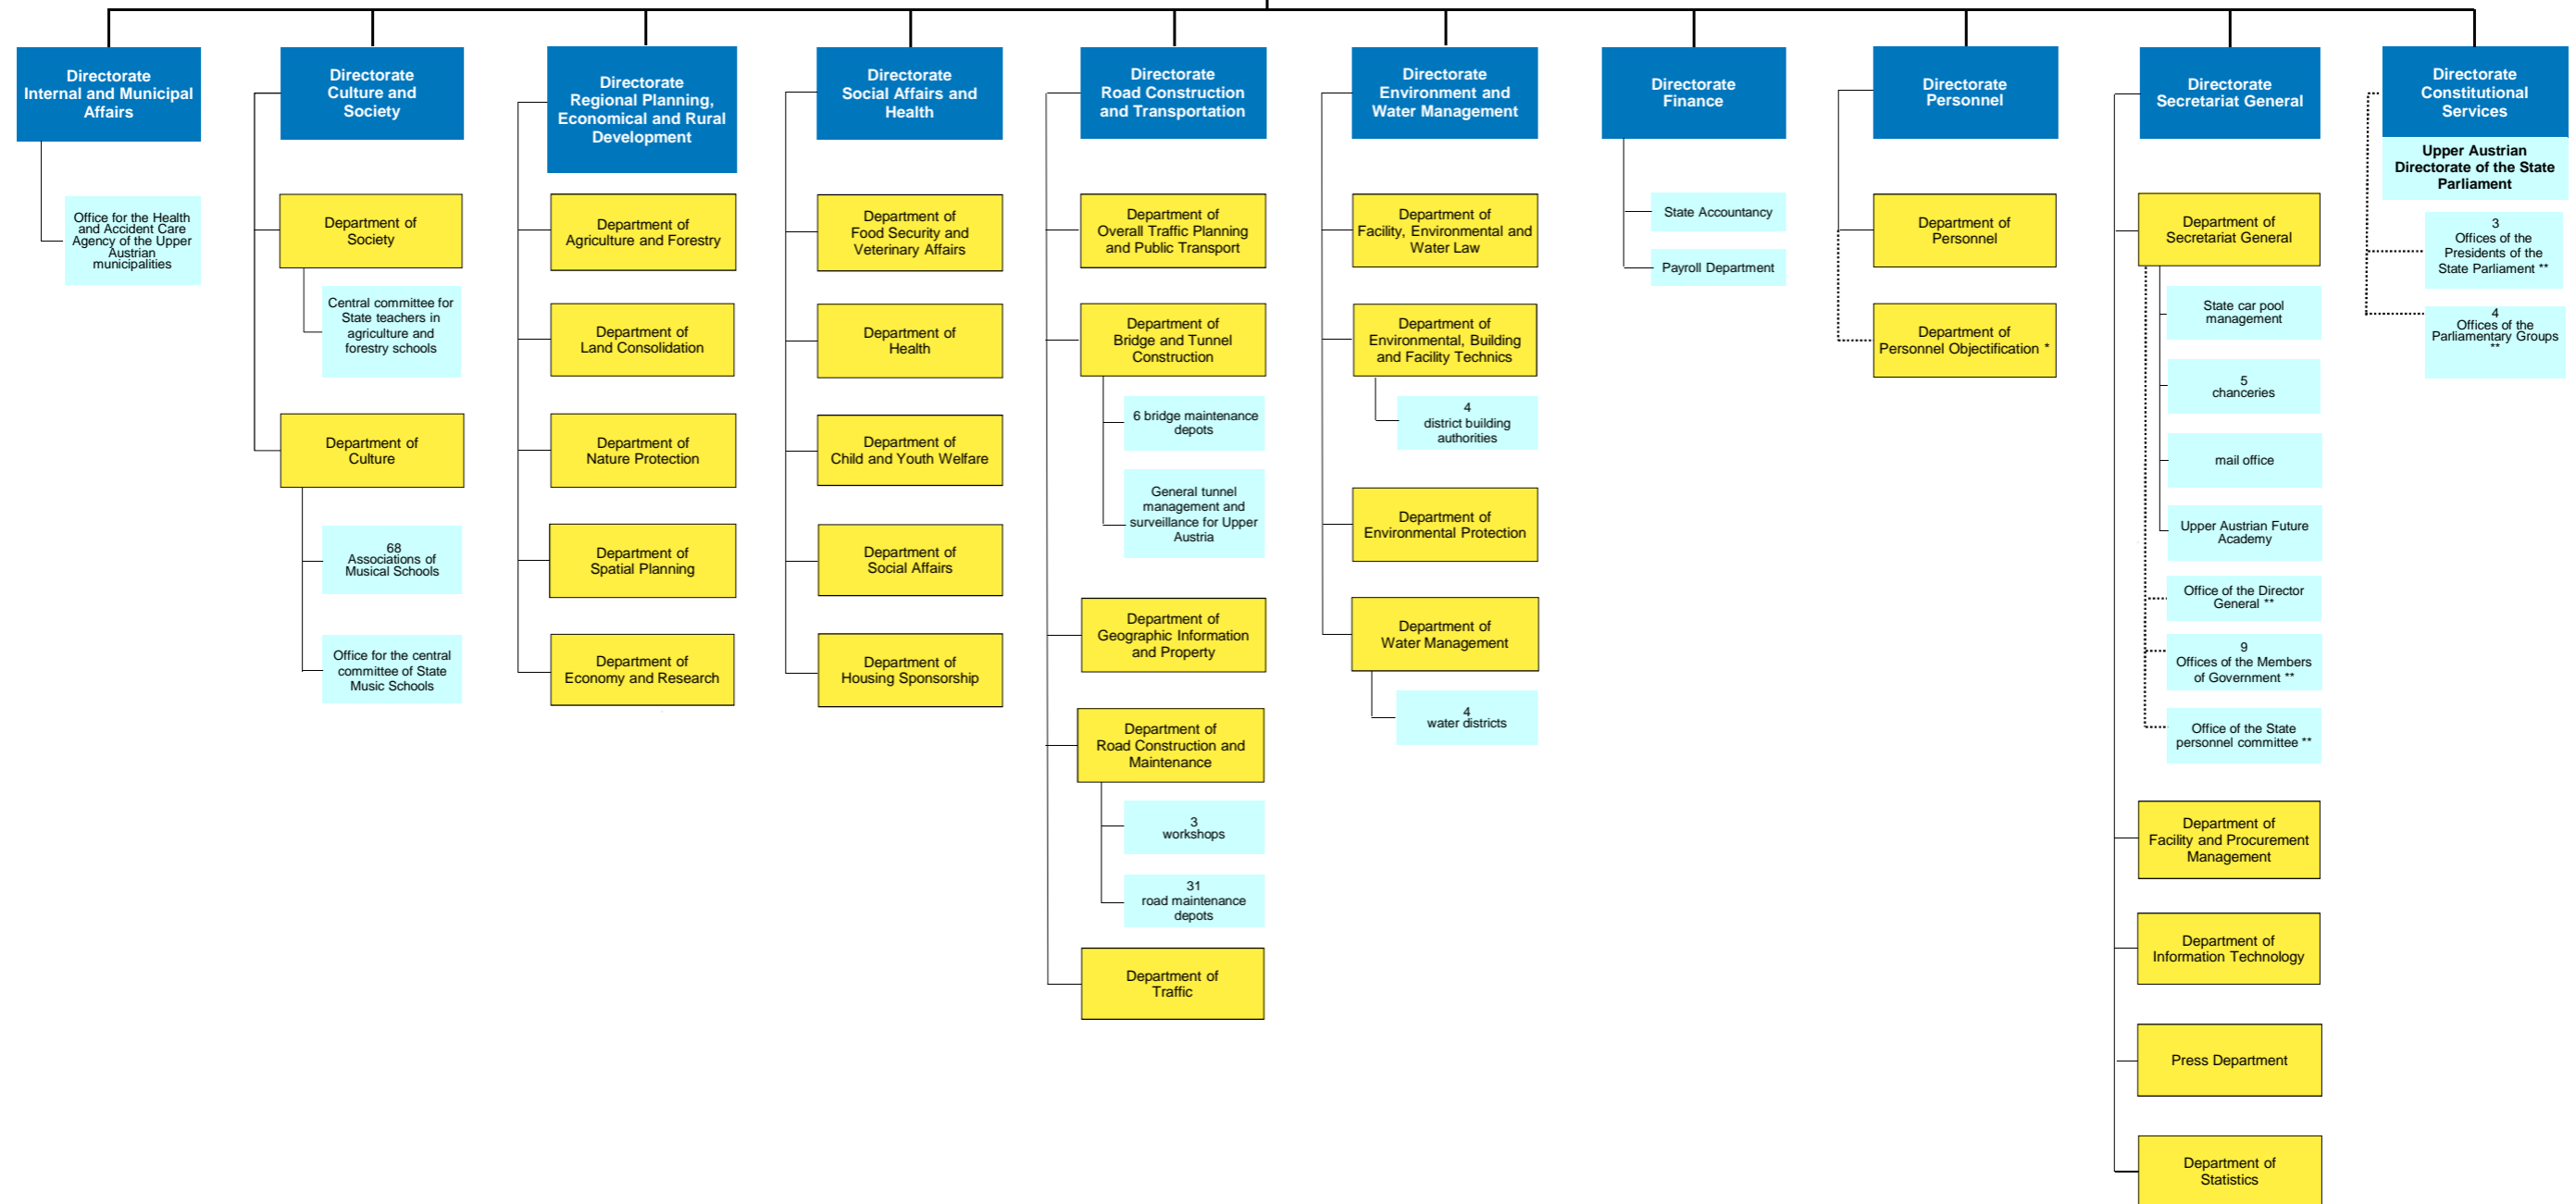 Directorate
Internal and Municipal
Affairs
Office for the Health
and Accident Care
Agency of the Upper
Austrian
municipalities
Directorate
Culture and
Society
Department of
Society
Central committee for
State teachers in
agriculture and
forestry schools
Department of
Culture
68
Associations of
Musical Schools
Office for the central
committee of State
Music Schools
Directorate
Regional Planning,
Economical and Rural
Development
Department of
Agriculture and Forestry
Department of
Land Consolidation
Department of
Nature Protection
Department of
Spatial Planning
Department of
Economy and Research
Directorate
Social Affairs and
Health
Department of
Food Security and
Veterinary Affairs
Department of
Health
Department of
Child and Youth Welfare
Department of
Social Affairs
Department of
Housing Sponsorship
Directorate
Road Construction
and Transportation
Department of
Overall Traffic Planning
and Public Transport
Department of
Bridge and Tunnel
Construction
6 bridge maintenance
depots
General tunnel
management and
surveillance for Upper
Austria
Department of
Geographic Information
and Property
Department of
Road Construction and
Maintenance
3
workshops
31
road maintenance
depots
Department of
Traffic
Directorate
Environment and
Water Management
Department of
Facility, Environmental and
Water Law
Department of
Environmental, Building
and Facility Technics
4
district building
authorities
Department of
Environmental Protection
Department of
Water Management
4
water districts
Directorate
Finance
State Accountancy
Payroll Department
Directorate
Personnel
Department of
Personnel
Department of
Personnel Objectification *
Directorate
Secretariat General
Department of
Secretariat General
State car pool
management
5
chanceries
mail office
Upper Austrian Future
Academy
Office of the Director
General **
9
Offices of the Members
of Government **
Office of the State
personnel committee **
Department of
Facility and Procurement
Management
Department of
Information Technology
Press Department
Department of
Statistics
Directorate
Constitutional
Services
Upper Austrian
Directorate of the State
Parliament
3
Offices of the
Presidents of the
State Parliament **
4
Offices of the
Parliamentary Groups
**